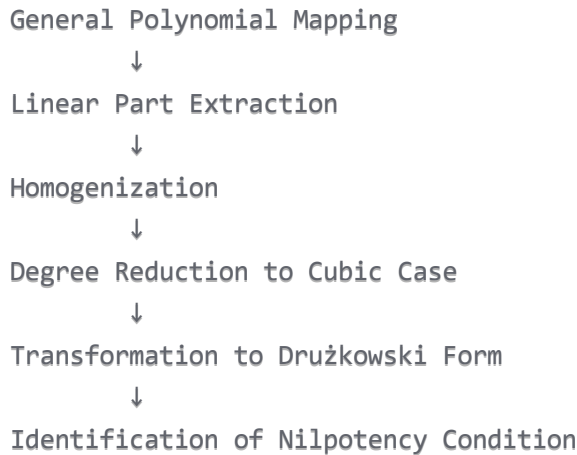 General Polynomial Mapping
↓
Linear Part Extraction
↓
Homogenization
↓
Degree Reduction to Cubic Case
↓
Transformation to Drużkowski Form
↓
Identification of Nilpotency Condition